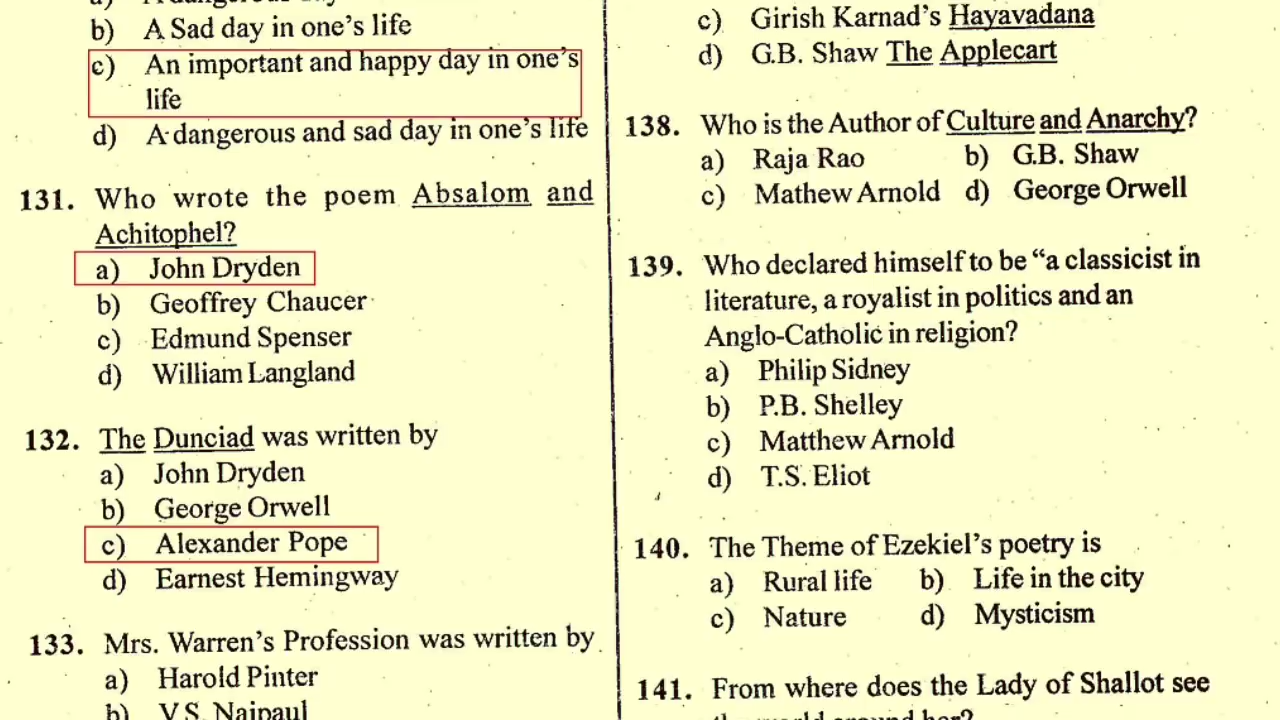 b) A Sad day in one's life
c) An important and happy day in one's
life
d) A dangerous and sad day in one's life
131. Who wrote the poem Absalom and
Achitophel?
a) John Dryden
b) Geoffrey Chaucer
c) Edmund Spenser
d) William Langland
132. The Dunciad was written by
a) John Dryden
b) George Orwell
c) Alexander Pope
d) Earnest Hemingway
133. Mrs. Warren's Profession was written by
a) Harold Pinter
b) V.S. Naipaul
c) Girish Karnad's Hayavadana
d) G.B. Shaw The Applecart
138. Who is the Author of Culture and Anarchy?
a) Raja Rao b) G.B. Shaw
c) Mathew Arnold d) George Orwell
139. Who declared himself to be “a classicist in
literature, a royalist in politics and an
Anglo-Catholic in religion?
a) Philip Sidney
b) P.B. Shelley
c) Matthew Arnold
d) T.S. Eliot
140. The Theme of Ezekiel's poetry is
a) Rural life b) Life in the city
c) Nature d) Mysticism
141. From where does the Lady of Shallot see
the world around her?